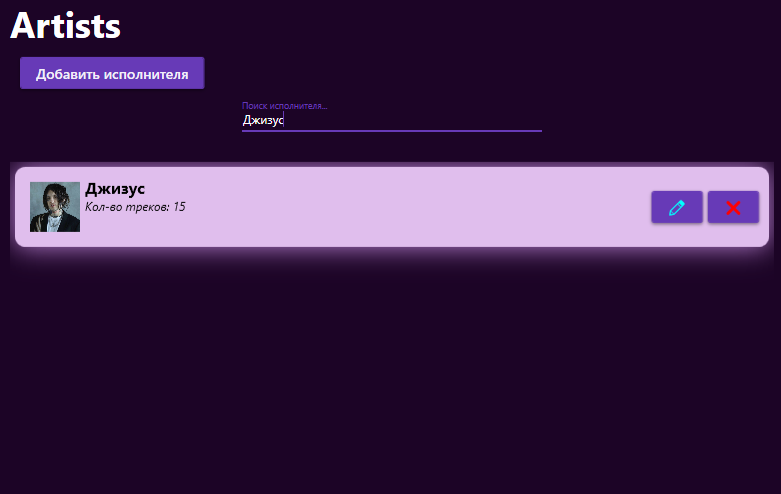 Artists
Добавить исполнителя
Поиск исполнителя...
Джизус
Джизус
Кол-во треков: 15